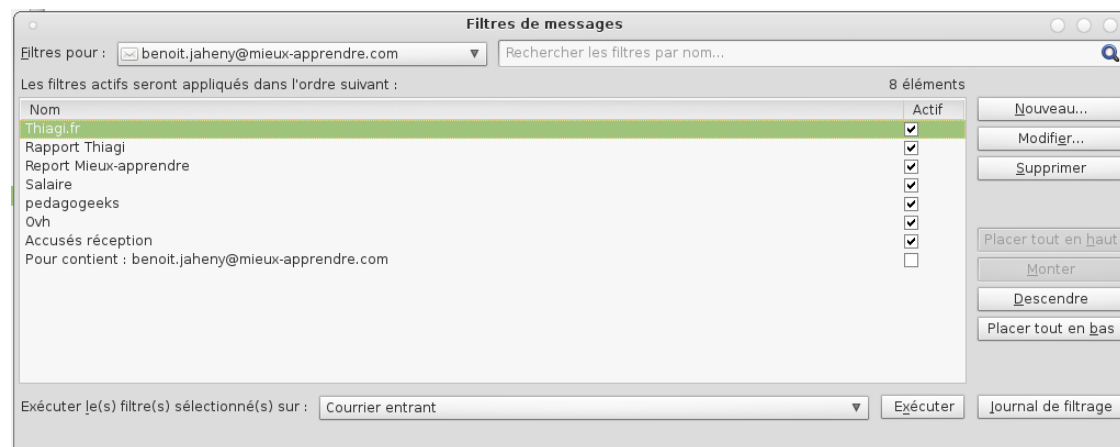 Filtres de messages
Filtres pour : benoit.jaheny@mieux-apprendre.com Rechercher les filtres par nom...
Les filtres actifs seront appliqués dans l'ordre suivant : 8 éléments
Nom Actif
Thiagi.fr
Rapport Thiagi
Report Mieux-apprendre
Salaire
pedagogeeks
Ovh
Accusés réception
Pour contient : benoit.jaheny@mieux-apprendre.com
Nouveau...
Modifier...
Supprimer
Placer tout en haut
Monter
Descendre
Placer tout en bas
Exécuter le(s) filtre(s) sélectionné(s) sur : Courrier entrant Exécuter Journal de filtrage